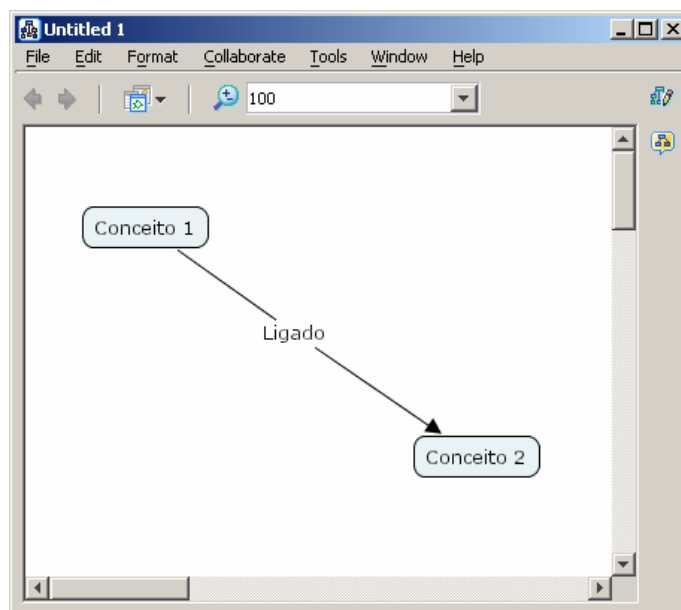 Untitled 1
File Edit Format Collaborate Tools Window Help
100
Conceito 1
Ligado
Conceito 2